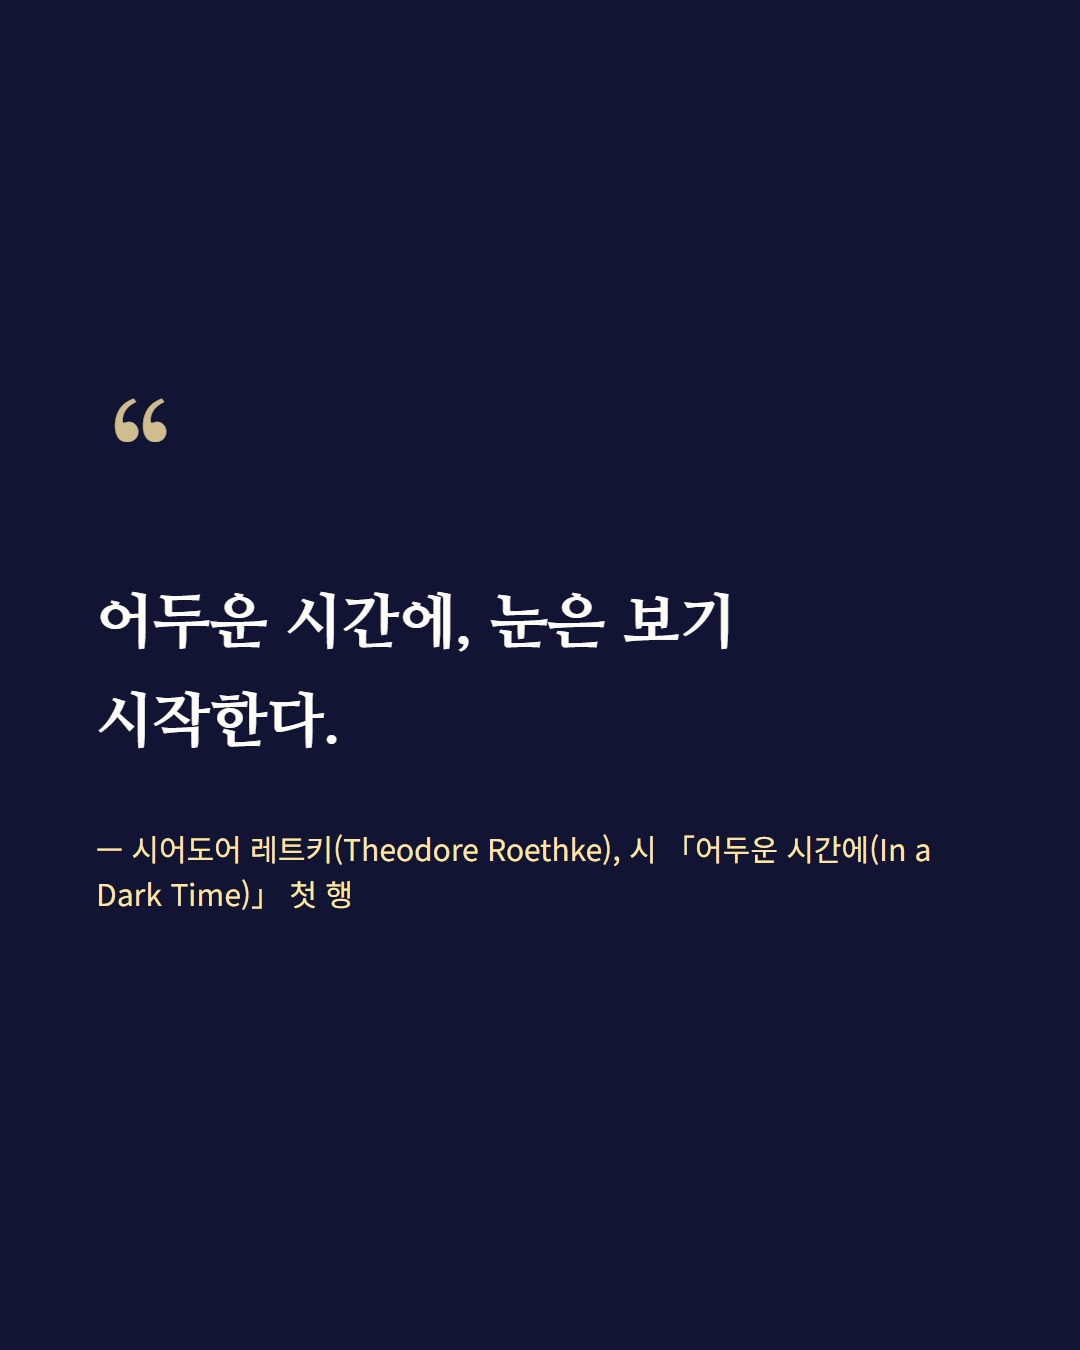 “
어두운 시간에, 눈은 보기
시작한다.
— 시어도어 레트키(Theodore Roethke), 시 「어두운 시간에(In a
Dark Time)」 첫 행